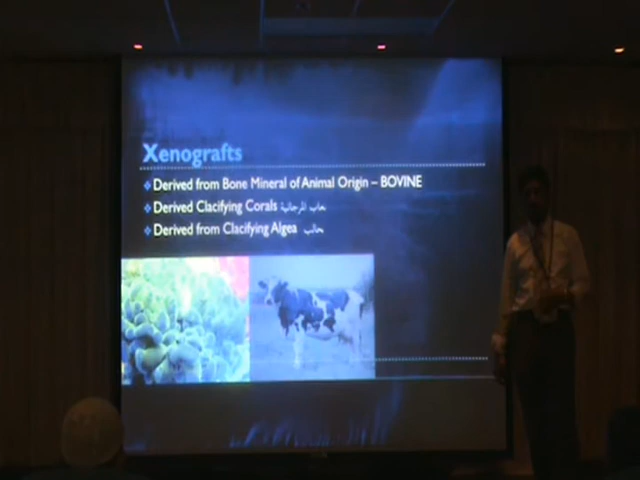 Xenografts
Derived from Bone Mineral of Animal Origin – BOVINE
Derived Clacifying Corals
Derived from Clacifying Algea